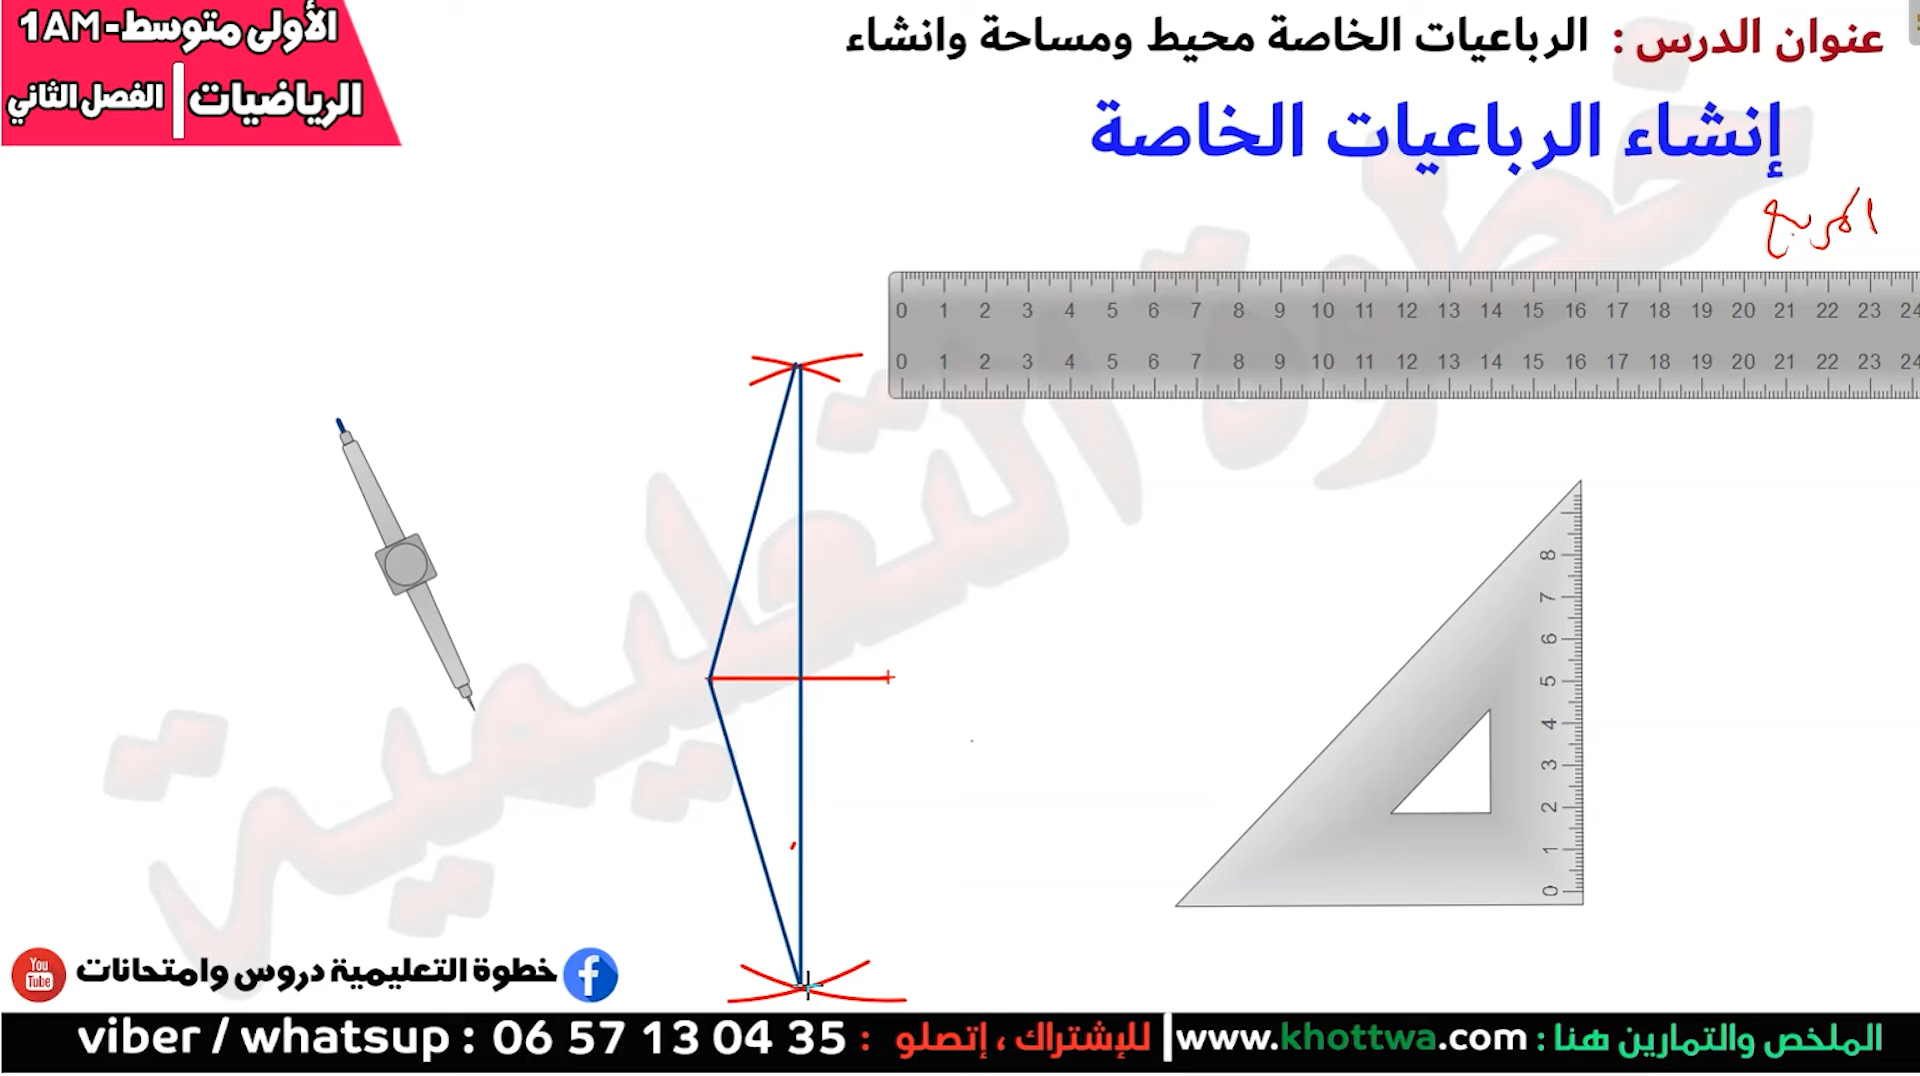 الأولى متوسط-1AM
الرياضيات | الفصل الثاني
عنوان الدرس : الرباعيات الخاصة محيط ومساحة وانشاء
إنشاء الرباعيات الخاصة
المربع
0 1 2 3 4 5 6 7 8 9 10 11 12 13 14 15 16 17 18 19 20 21 22 23 24
0 1 2 3 4 5 6 7 8 9 10 11 12 13 14 15 16 17 18 19 20 21 22 23 24
8
7
6
5
4
3
2
1
0
خطوة التعليمية
You Tube
خطوة التعليمية دروس وامتحانات
الملخص والتمارين هنا : www.khottwa.com | للإشتراك ، إتصلو : viber / whatsup : 06 57 13 04 35